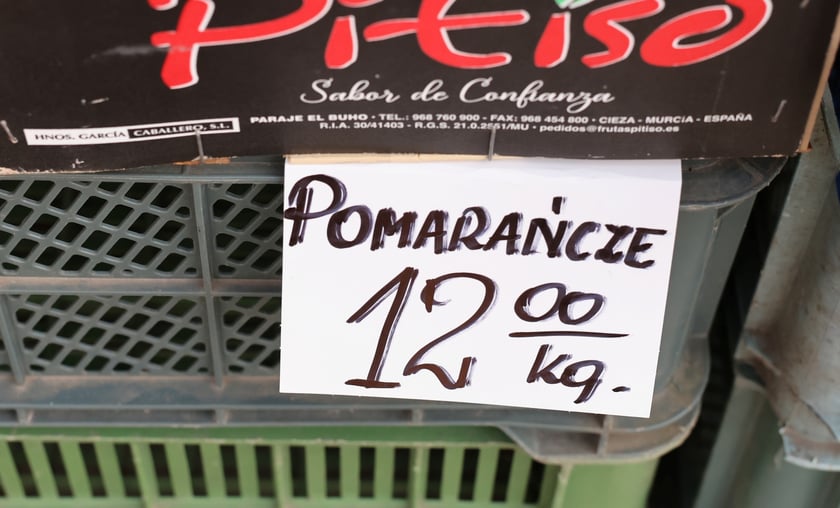 Pitiso
Sabor de Confianza
HNOS. GARCÍA CABALLERO, S.L.
PARAJE EL BUHO • TEL.: 968 760 900 - FAX: 968 454 800 • CIEZA - MURCIA - ESPAÑA
R.I.A. 30/41403 - R.G.S. 21.0.2551/MU • pedidos@frutaspitiso.es
POMARAŃCZE
12 00
kg.